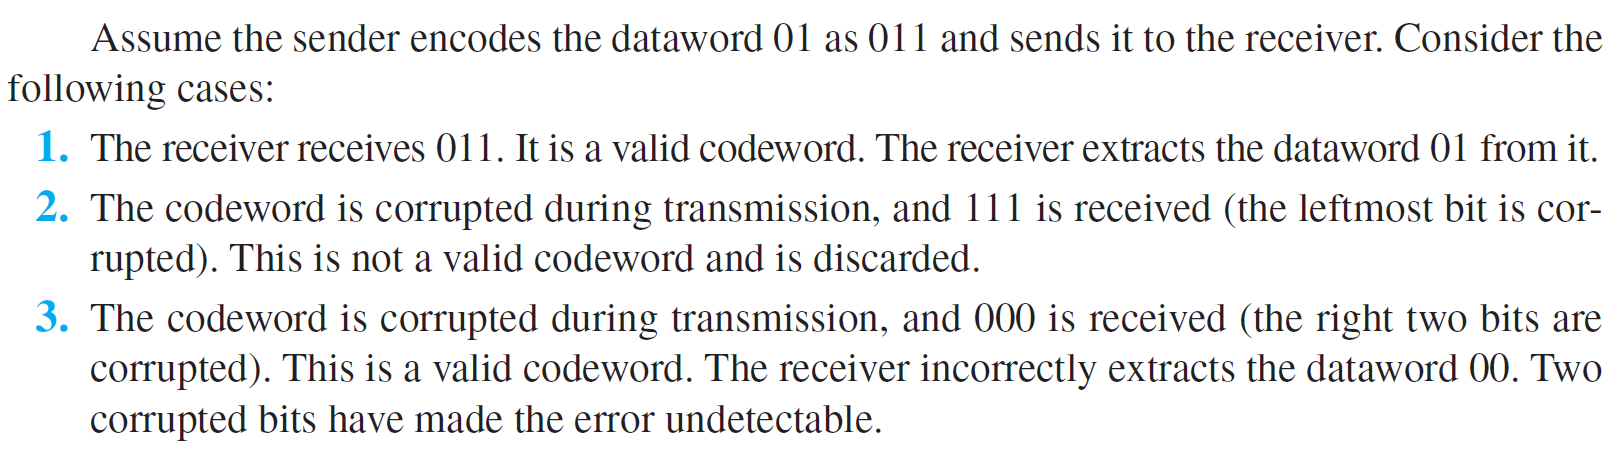 Assume the sender encodes the dataword 01 as 011 and sends it to the receiver. Consider the
following cases:
1. The receiver receives 011. It is a valid codeword. The receiver extracts the dataword 01 from it.
2. The codeword is corrupted during transmission, and 111 is received (the leftmost bit is cor-
rupted). This is not a valid codeword and is discarded.
3. The codeword is corrupted during transmission, and 000 is received (the right two bits are
corrupted). This is a valid codeword. The receiver incorrectly extracts the dataword 00. Two
corrupted bits have made the error undetectable.